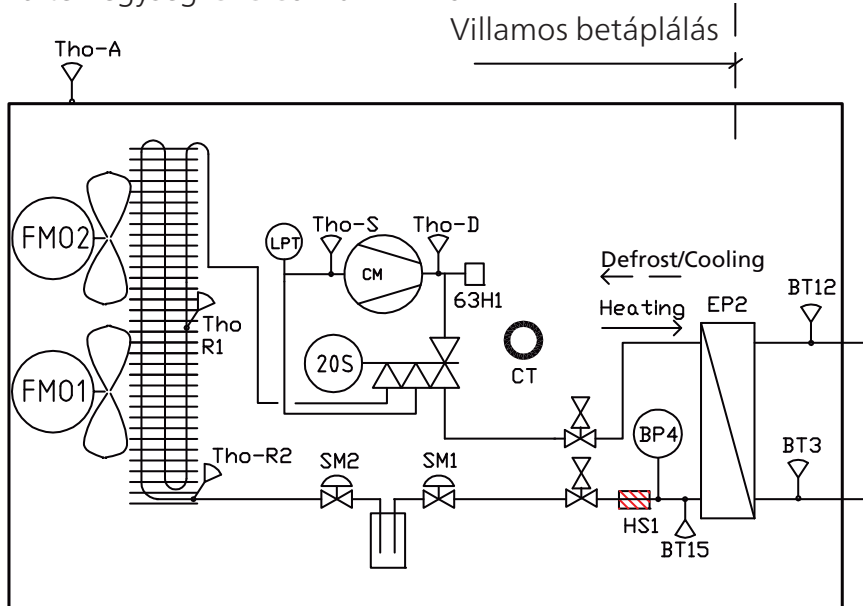 Villamos betáplálás
Tho-A
FM02
LPT
Tho-S
Tho-D
CM
63H1
Defrost/Cooling
Heating
EP2
BT12
Tho
R1
20S
CT
FM01
BP4
BT3
Tho-R2
SM2
SM1
HS1
BT15